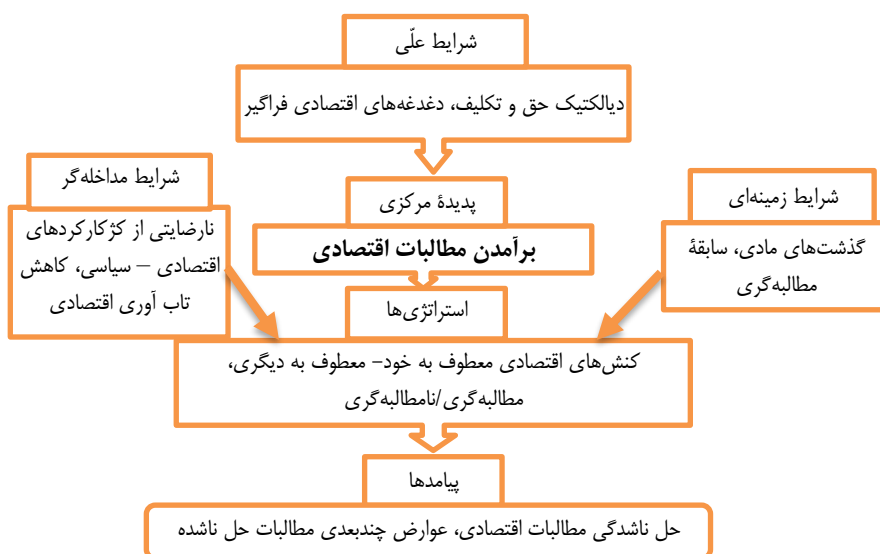 شرایط علّی
دیالکتیک حق و تکلیف، دغدغه‌های اقتصادی فراگیر
پدیدۀ مرکزی
برآمدن مطالبات اقتصادی
شرایط زمینه‌ای
گذشت‌های مادی، سابقۀ
مطالبه‌گری
شرایط مداخله‌گر
نارضایتی از کژکارکردهای
اقتصادی – سیاسی، کاهش
تاب آوری اقتصادی
استراتژی‌ها
کنش‌های اقتصادی معطوف به خود- معطوف به دیگری،
مطالبه‌گری/نامطالبه‌گری
پیامدها
حل ناشدگی مطالبات اقتصادی، عوارض چندبعدی مطالبات حل ناشده